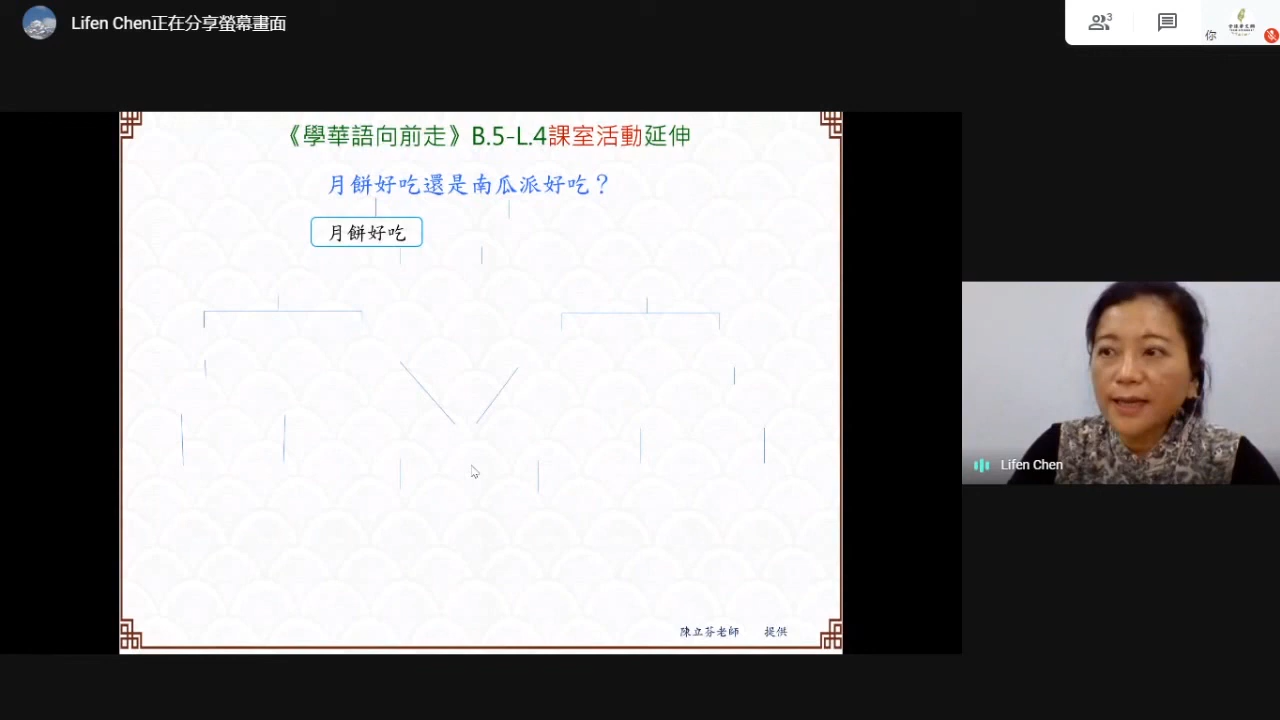 Lifen Chen正在分享螢幕畫面
3
你
《學華語向前走》B.5-L.4課室活動延伸
月餅好吃還是南瓜派好吃？
月餅好吃
Lifen Chen
陳立芬老師 提供